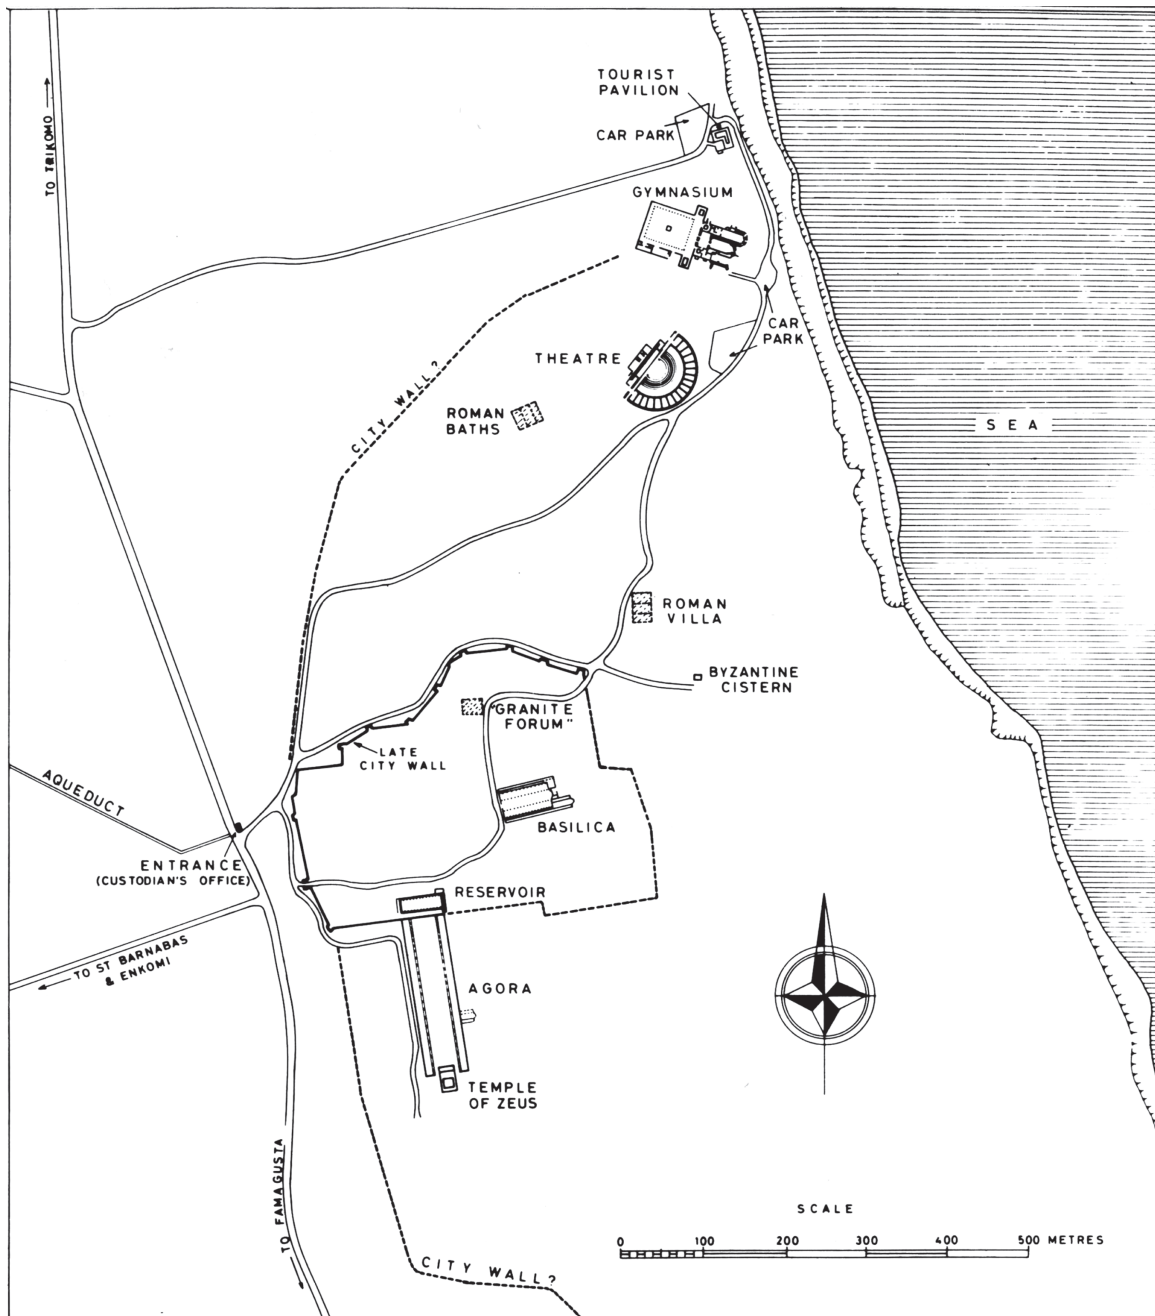 TOURIST
PAVILION
CAR PARK
TO TRIKOMO
GYMNASIUM
CAR
PARK
THEATRE
CITY WALL?
ROMAN
BATHS
SEA
ROMAN
VILLA
BYZANTINE
CISTERN
"GRANITE
FORUM"
LATE
CITY WALL
AQUEDUCT
BASILICA
ENTRANCE
(CUSTODIAN'S OFFICE)
RESERVOIR
TO ST BARNABAS
& ENKOMI
AGORA
TEMPLE
OF ZEUS
TO FAMAGUSTA
SCALE
0 100 200 300 400 500 METRES
CITY WALL?